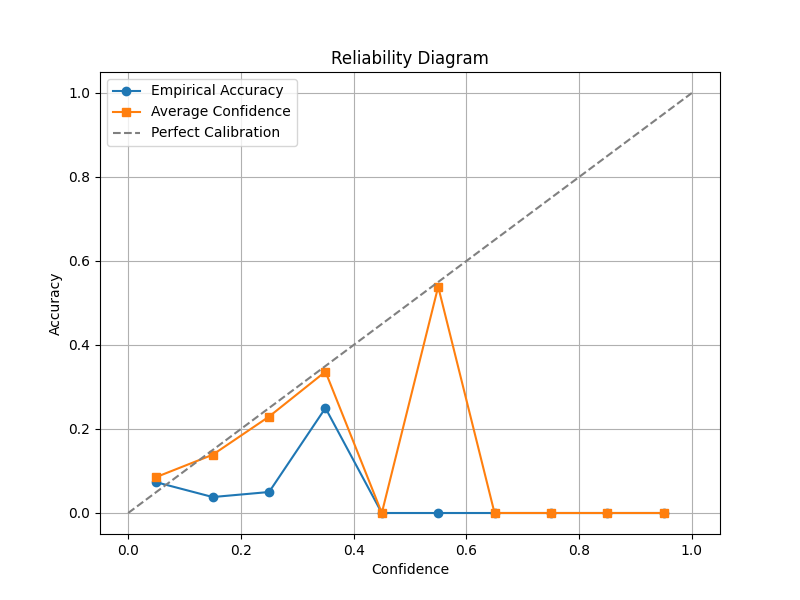 Reliability Diagram
Empirical Accuracy
Average Confidence
Perfect Calibration
Accuracy
1.0
0.8
0.6
0.4
0.2
0.0
0.0 0.2 0.4 0.6 0.8 1.0
Confidence